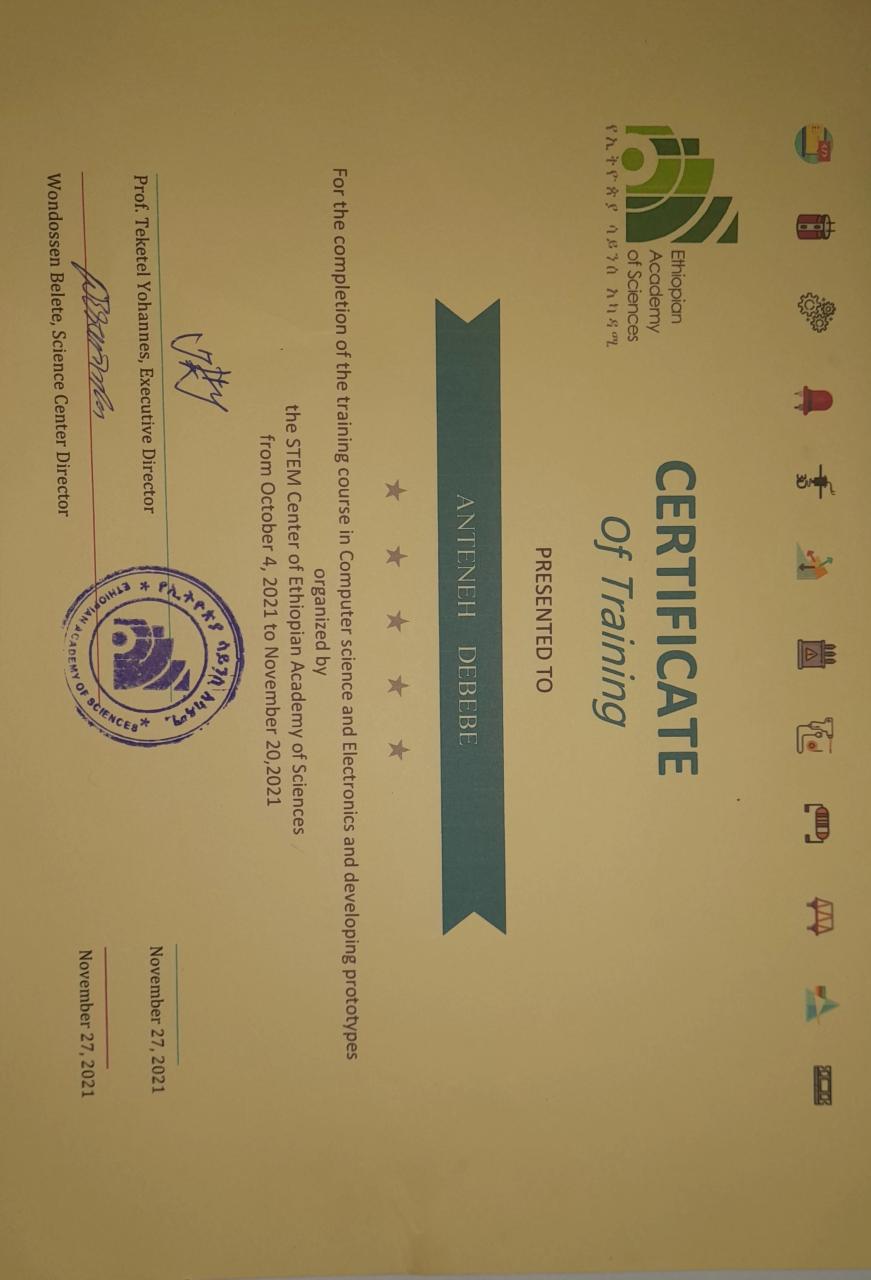 Ethiopian
Academy
of Sciences
የኢትዮጵያ ሳይንስ አካዳሚ
CERTIFICATE
Of Training
PRESENTED TO
ANTENEH DEBEBE
For the completion of the training course in Computer science and Electronics and developing prototypes
organized by
the STEM Center of Ethiopian Academy of Sciences
from October 4, 2021 to November 20,2021
Prof. Teketel Yohannes, Executive Director
November 27, 2021
Wondossen Belete, Science Center Director
November 27, 2021
የኢትዮጵያ ሳይንስ አካዳሚ
ETHIOPIAN ACADEMY OF SCIENCES
3D